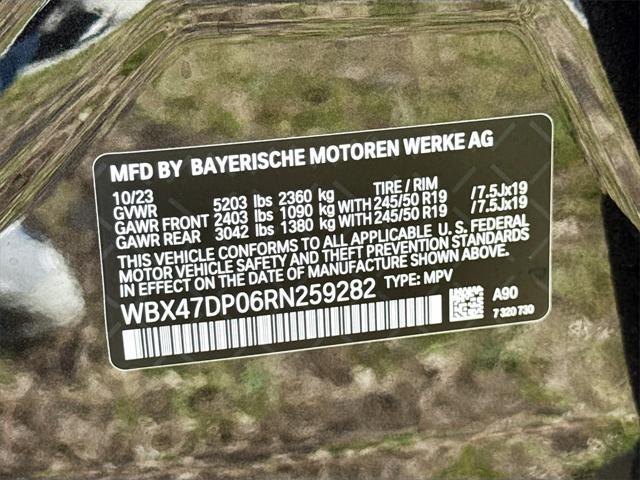 MFD BY BAYERISCHE MOTOREN WERKE AG
10/23 TIRE / RIM
GVWR 5203 lbs 2360 kg
GAWR FRONT 2403 lbs 1090 kg WITH 245/50 R19 /7.5Jx19
GAWR REAR 3042 lbs 1380 kg WITH 245/50 R19 /7.5Jx19
THIS VEHICLE CONFORMS TO ALL APPLICABLE U. S. FEDERAL
MOTOR VEHICLE SAFETY AND THEFT PREVENTION STANDARDS
IN EFFECT ON THE DATE OF MANUFACTURE SHOWN ABOVE.
WBX47DP06RN259282 TYPE: MPV
A90
7 320 730